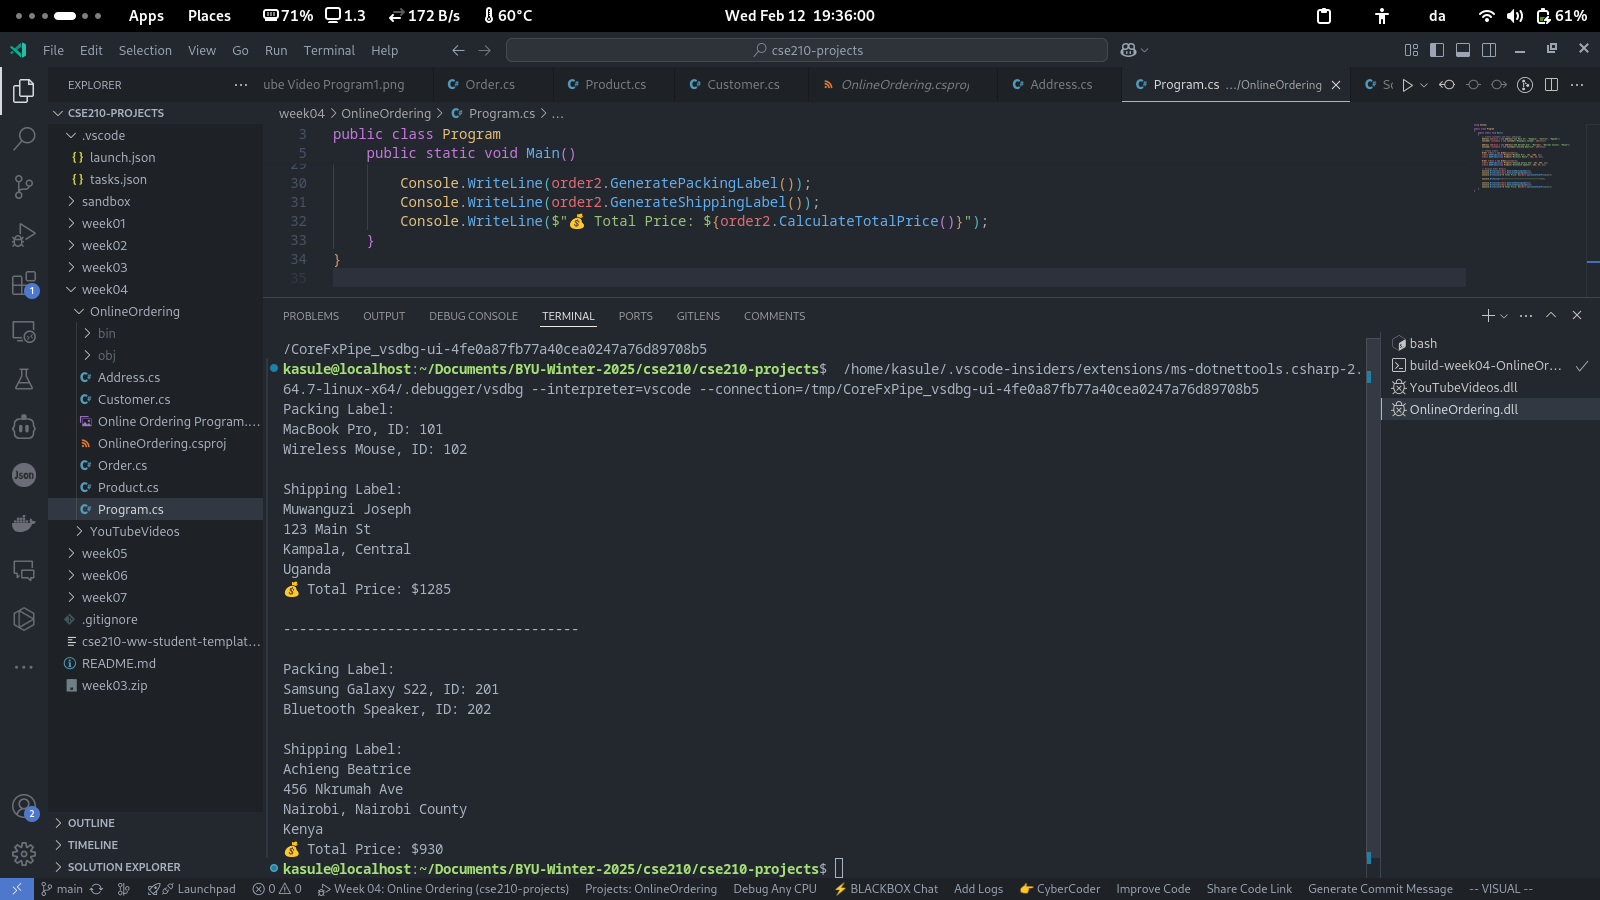 Apps Places 71% 1.3 172 B/s 60°C Wed Feb 12 19:36:00 da 61%
File Edit Selection View Go Run Terminal Help cse210-projects
EXPLORER ... ube Video Program1.png Order.cs Product.cs Customer.cs OnlineOrdering.csproj Address.cs Program.cs .../OnlineOrdering
CSE210-PROJECTS
.vscode
launch.json
tasks.json
sandbox
week01
week02
week03
week04
OnlineOrdering
bin
obj
Address.cs
Customer.cs
Online Ordering Program....
OnlineOrdering.csproj
Order.cs
Product.cs
Program.cs
YouTubeVideos
week05
week06
week07
.gitignore
cse210-ww-student-templat...
README.md
week03.zip
OUTLINE
TIMELINE
SOLUTION EXPLORER
1
Json
2
week04 > OnlineOrdering > Program.cs > ...
3 public class Program
5 public static void Main()
29
30 Console.WriteLine(order2.GeneratePackingLabel());
31 Console.WriteLine(order2.GenerateShippingLabel());
32 Console.WriteLine($"💰 Total Price: ${order2.CalculateTotalPrice()}");
33 }
34 }
35
PROBLEMS OUTPUT DEBUG CONSOLE TERMINAL PORTS GITLENS COMMENTS
/CoreFxPipe_vsdbg-ui-4fe0a87fb77a40cea0247a76d89708b5
kasule@localhost:~/Documents/BYU-Winter-2025/cse210/cse210-projects$ /home/kasule/.vscode-insiders/extensions/ms-dotnettools.csharp-2.
64.7-linux-x64/.debugger/vsdbg --interpreter=vscode --connection=/tmp/CoreFxPipe_vsdbg-ui-4fe0a87fb77a40cea0247a76d89708b5
Packing Label:
MacBook Pro, ID: 101
Wireless Mouse, ID: 102
Shipping Label:
Muwanguzi Joseph
123 Main St
Kampala, Central
Uganda
💰 Total Price: $1285
-------------------------------------
Packing Label:
Samsung Galaxy S22, ID: 201
Bluetooth Speaker, ID: 202
Shipping Label:
Achieng Beatrice
456 Nkrumah Ave
Nairobi, Nairobi County
Kenya
💰 Total Price: $930
kasule@localhost:~/Documents/BYU-Winter-2025/cse210/cse210-projects$
bash
build-week04-OnlineOr...
YouTubeVideos.dll
OnlineOrdering.dll
main Launchpad 0 0 Week 04: Online Ordering (cse210-projects) Projects: OnlineOrdering Debug Any CPU ⚡ BLACKBOX Chat Add Logs 👉 CyberCoder Improve Code Share Code Link Generate Commit Message -- VISUAL --